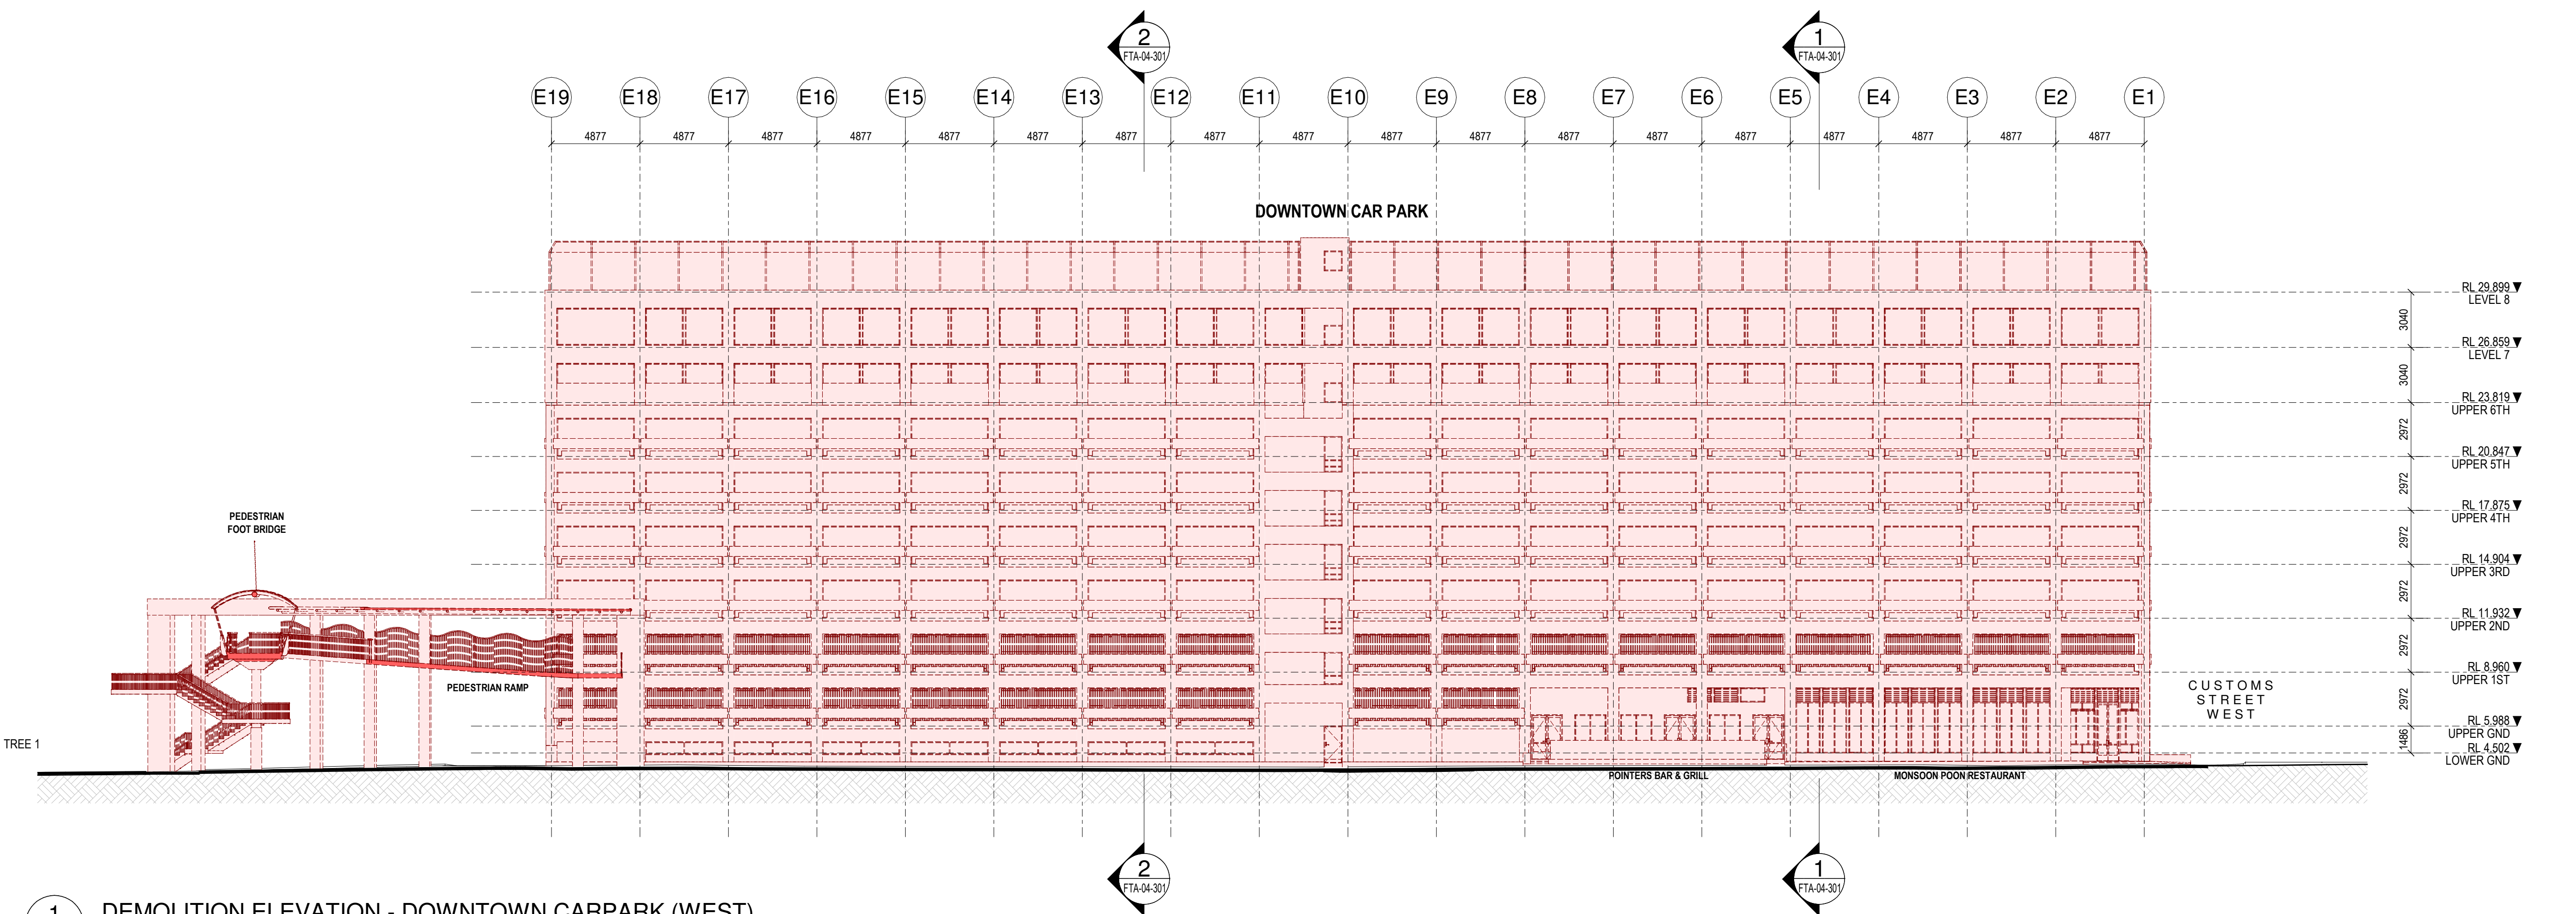 2
FTA-04-301
1
FTA-04-301
E19 E18 E17 E16 E15 E14 E13 E12 E11 E10 E9 E8 E7 E6 E5 E4 E3 E2 E1
4877 4877 4877 4877 4877 4877 4877 4877 4877 4877 4877 4877 4877 4877 4877 4877 4877 4877
DOWNTOWN CAR PARK
RL 29.899
LEVEL 8
3040
RL 26.859
LEVEL 7
3040
RL 23.819
UPPER 6TH
2972
RL 20.847
UPPER 5TH
2972
RL 17.875
UPPER 4TH
2972
RL 14.904
UPPER 3RD
2972
RL 11.932
UPPER 2ND
2972
RL 8.960
UPPER 1ST
2972
RL 5.988
UPPER GND
1486
RL 4.502
LOWER GND
PEDESTRIAN
FOOT BRIDGE
PEDESTRIAN RAMP
CUSTOMS
STREET
WEST
TREE 1
POINTERS BAR & GRILL
MONSOON POON RESTAURANT
2
FTA-04-301
1
FTA-04-301
1
DEMOLITION ELEVATION - DOWNTOWN CARPARK (WEST)